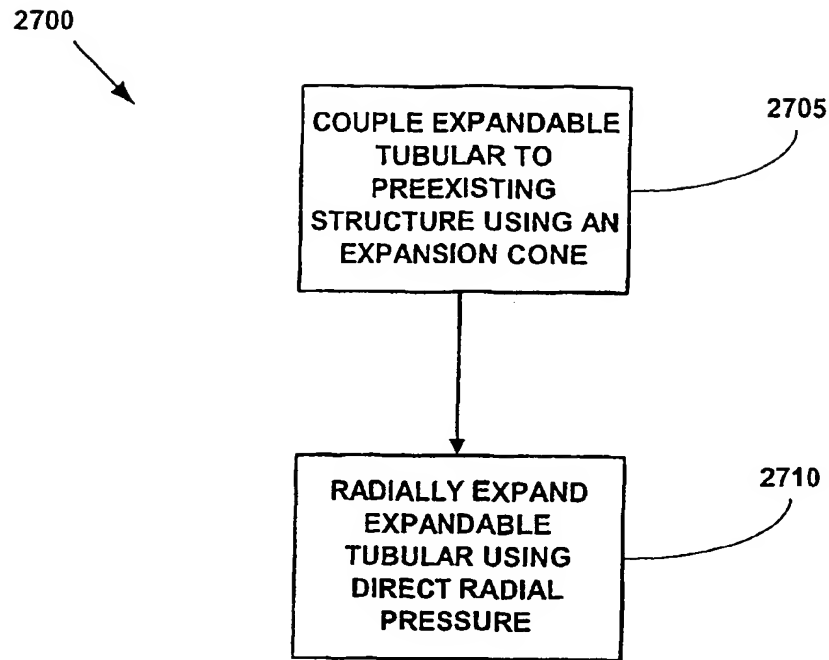 2700
2705
COUPLE EXPANDABLE
TUBULAR TO
PREEXISTING
STRUCTURE USING AN
EXPANSION CONE
2710
RADIALLY EXPAND
EXPANDABLE
TUBULAR USING
DIRECT RADIAL
PRESSURE